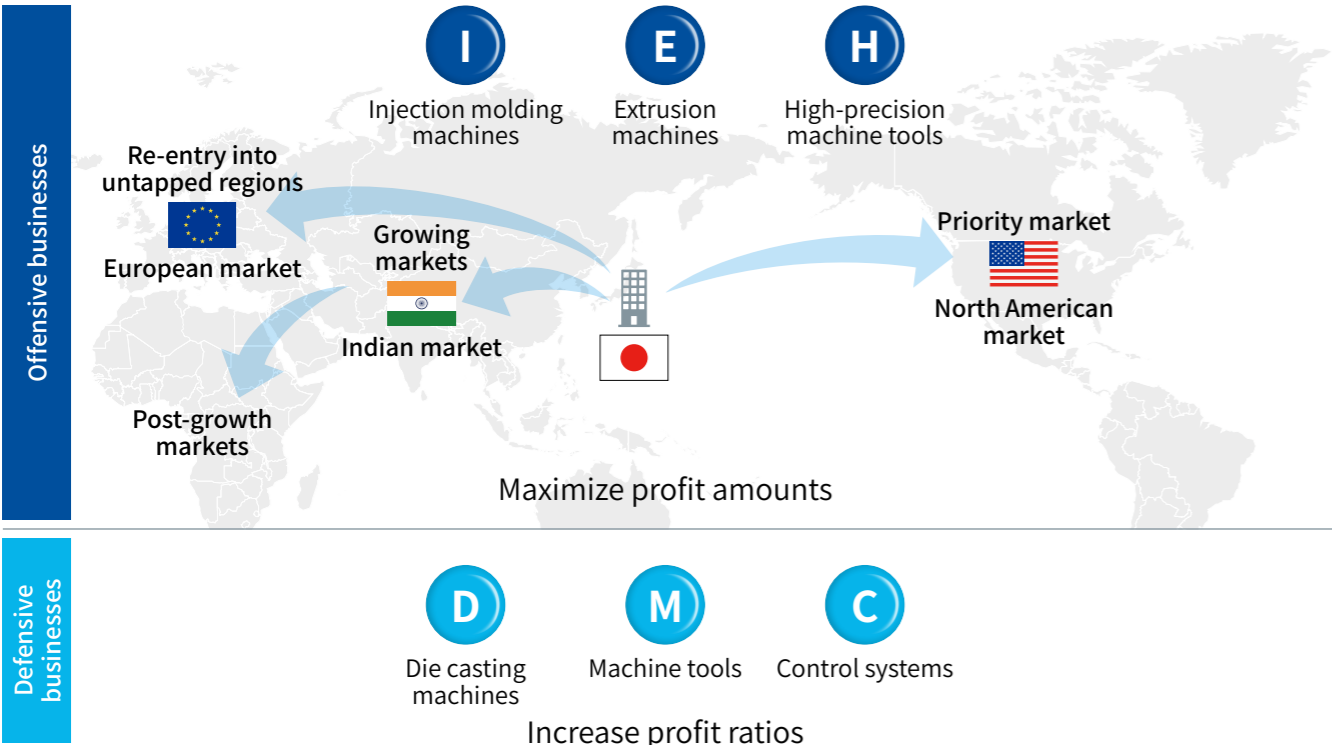 Offensive businesses
I
E
H
Injection molding
machines
Extrusion
machines
High-precision
machine tools
Re-entry into
untapped regions
European market
Growing
markets
Indian market
Priority market
North American
market
Post-growth
markets
Maximize profit amounts
Defensive
businesses
D
M
C
Die casting
machines
Machine tools
Control systems
Increase profit ratios